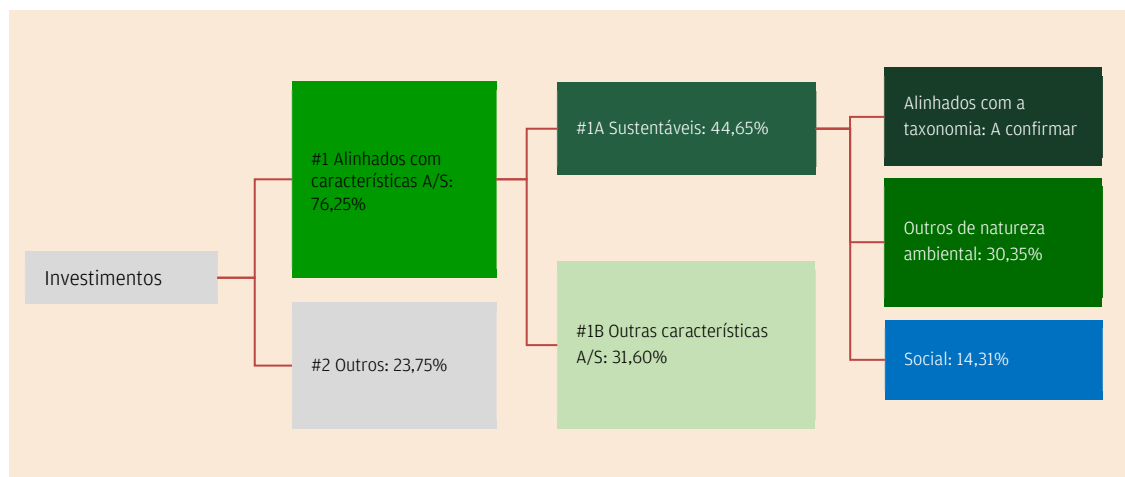 Investimentos
#1 Alinhados com
características A/S:
76,25%
#2 Outros: 23,75%
#1A Sustentáveis: 44,65%
#1B Outras características
A/S: 31,60%
Alinhados com a
taxonomia: A confirmar
Outros de natureza
ambiental: 30,35%
Social: 14,31%